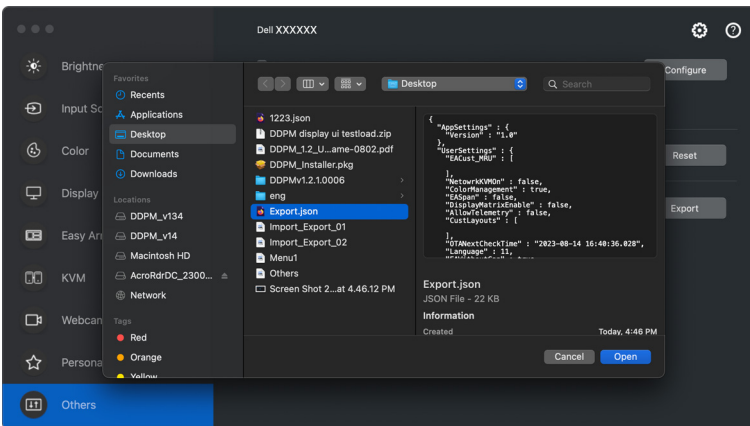 Dell XXXXXX
Brightne
Input So
Color
Display
Easy Arr
KVM
Webcam
Persona
Others
Configure
Reset
Export
Favorites
Recents
Applications
Desktop
Documents
Downloads
Locations
DDPM_v134
DDPM_v14
Macintosh HD
AcroRdrDC_2300...
Network
Tags
Red
Orange
Yellow
Desktop
Search
1223.json
DDPM display ui testload.zip
DDPM_1.2_U...ame-0802.pdf
DDPM_Installer.pkg
DDPMv1.2.1.0006
eng
Export.json
Import_Export_01
Import_Export_02
Menu1
Others
Screen Shot 2...at 4.46.12 PM
{
"AppSettings" : {
"Version" : "1.0"
},
"UserSettings" : {
"EACust_MRU" : [
],
"NetowrkKVMOn" : false,
"ColorManagement" : true,
"EASpan" : false,
"DisplayMatrixEnable" : false,
"AllowTelemetry" : false,
"CustLayouts" : [
],
"OTANextCheckTime" : "2023-08-14 16:40:36.028",
"Language" : 11,
Export.json
JSON File - 22 KB
Information
Created Today, 4:46 PM
Cancel
Open